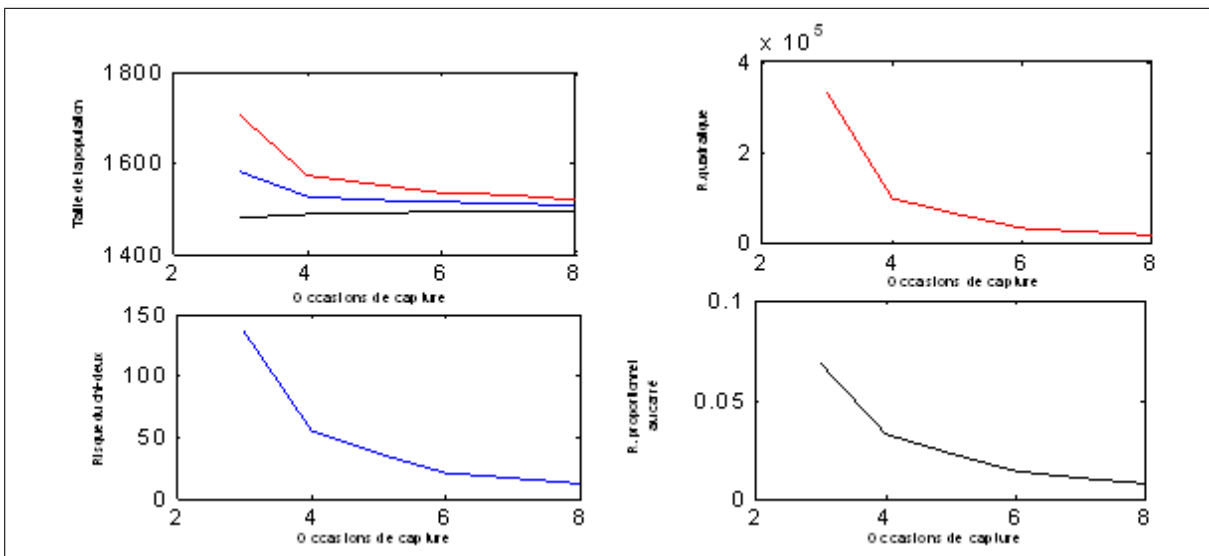 1800
1600
1400
2
4
6
8
Taille de la population
Occasions de capture
x 10^5
4
2
0
2
4
6
8
R.quadratique
Occasions de capture
150
100
50
0
2
4
6
8
Risque du chi-deux
Occasions de capture
0.1
0.05
0
2
4
6
8
R. proportionnel
au carré
Occasions de capture